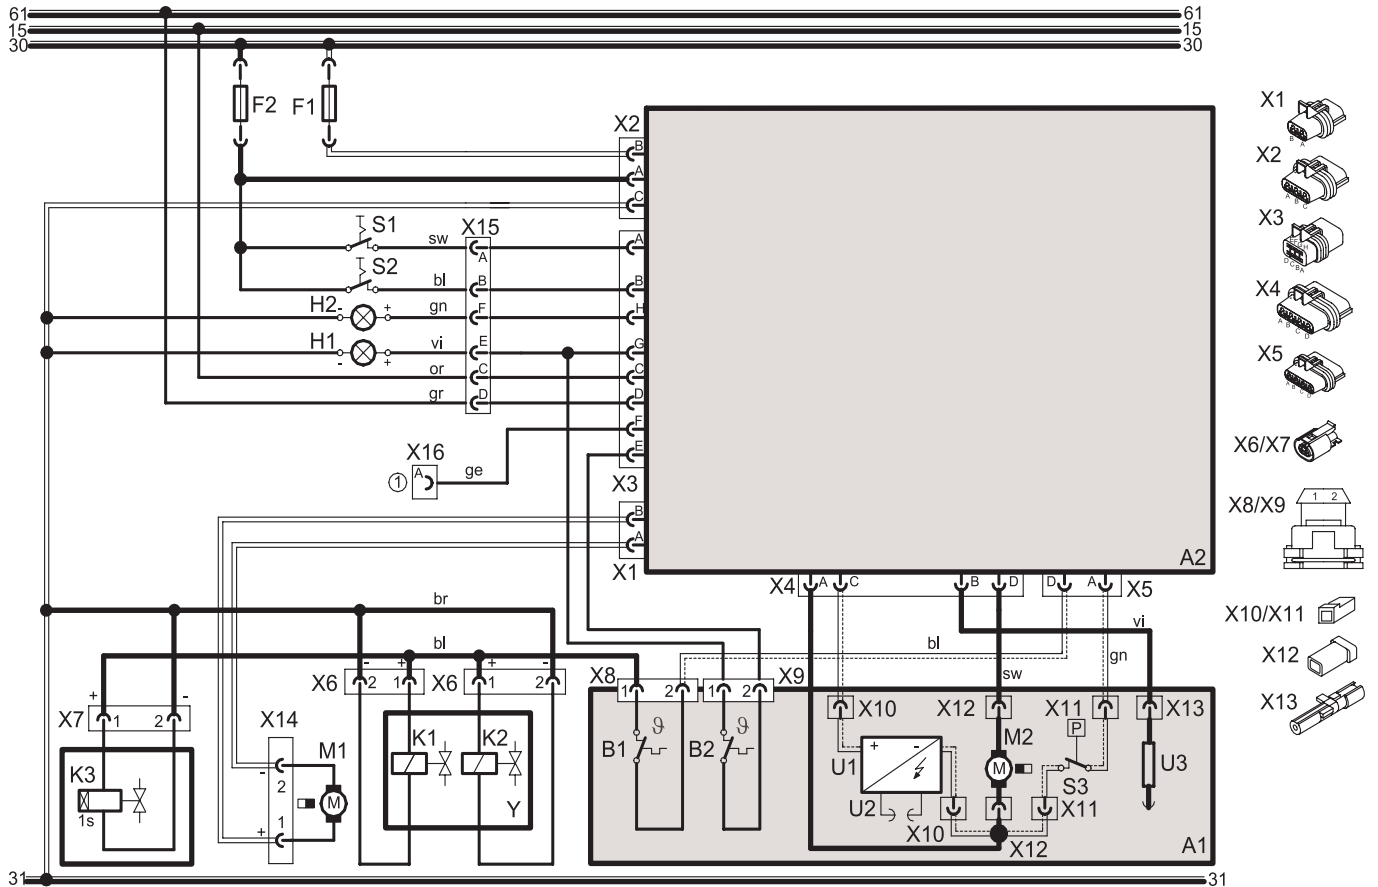 61 61
15 15
30 30
F2 F1
X2
B
A
C
S1 sw X15 A A
S2 bl B B
H2 - + gn F H
H1 - + vi E G
or C C
gr D D
F
X16 E
1 A ge X3
B
A
X1
A2
X4 A C B D D A X5
br
bl vi
bl gn
sw
- + + -
X6 2 1 X6 1 2
X8 1 2 1 2 X9
+ -
X7 1 2 X14
X10 X12 X11 X13
K3 1s
- 2 M1 M
+ 1
K1 K2 Y
B1 ϑ B2 ϑ
+ - U1
U2 X10
M2 M
P S3 X11
U3
X12 A1
31 31
X1
B A
X2
A B C
X3
E F G H
D C B A
X4
A B C D
X5
A B C D
X6/X7
X8/X9 1 2
X10/X11
X12
X13